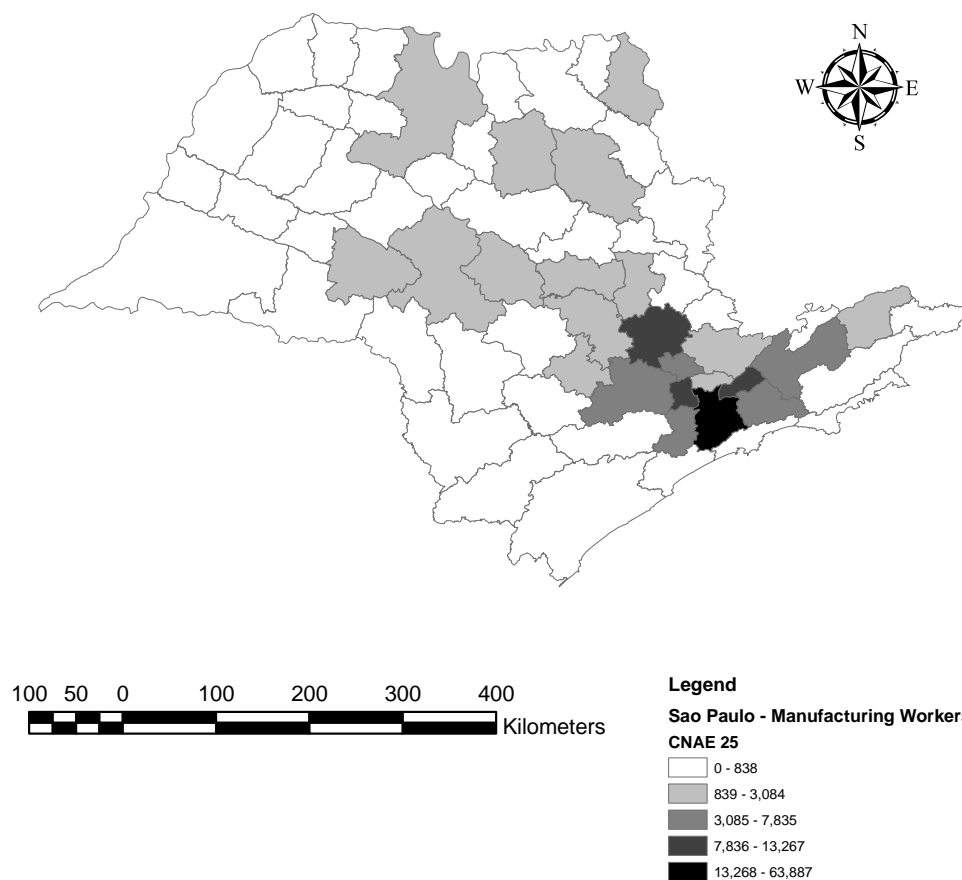 N
W E
S
100 50 0 100 200 300 400
Kilometers
Legend
Sao Paulo - Manufacturing Workers
CNAE 25
0 - 838
839 - 3,084
3,085 - 7,835
7,836 - 13,267
13,268 - 63,887